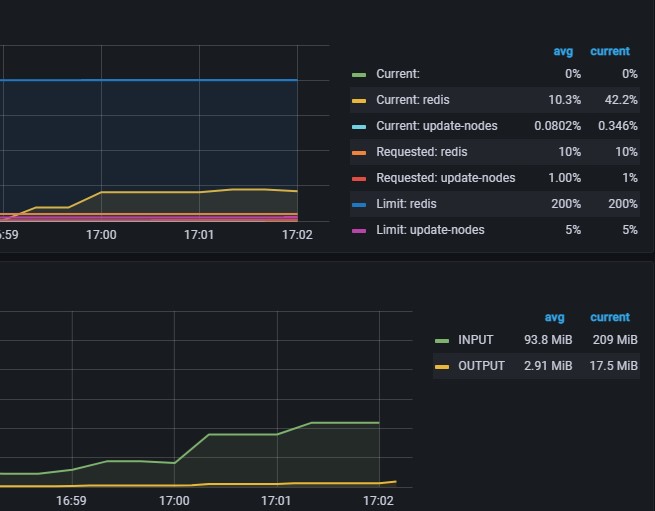 avg current
Current: 0% 0%
Current: redis 10.3% 42.2%
Current: update-nodes 0.0802% 0.346%
Requested: redis 10% 10%
Requested: update-nodes 1.00% 1%
Limit: redis 200% 200%
Limit: update-nodes 5% 5%
:59 17:00 17:01 17:02
avg current
INPUT 93.8 MiB 209 MiB
OUTPUT 2.91 MiB 17.5 MiB
16:59 17:00 17:01 17:02